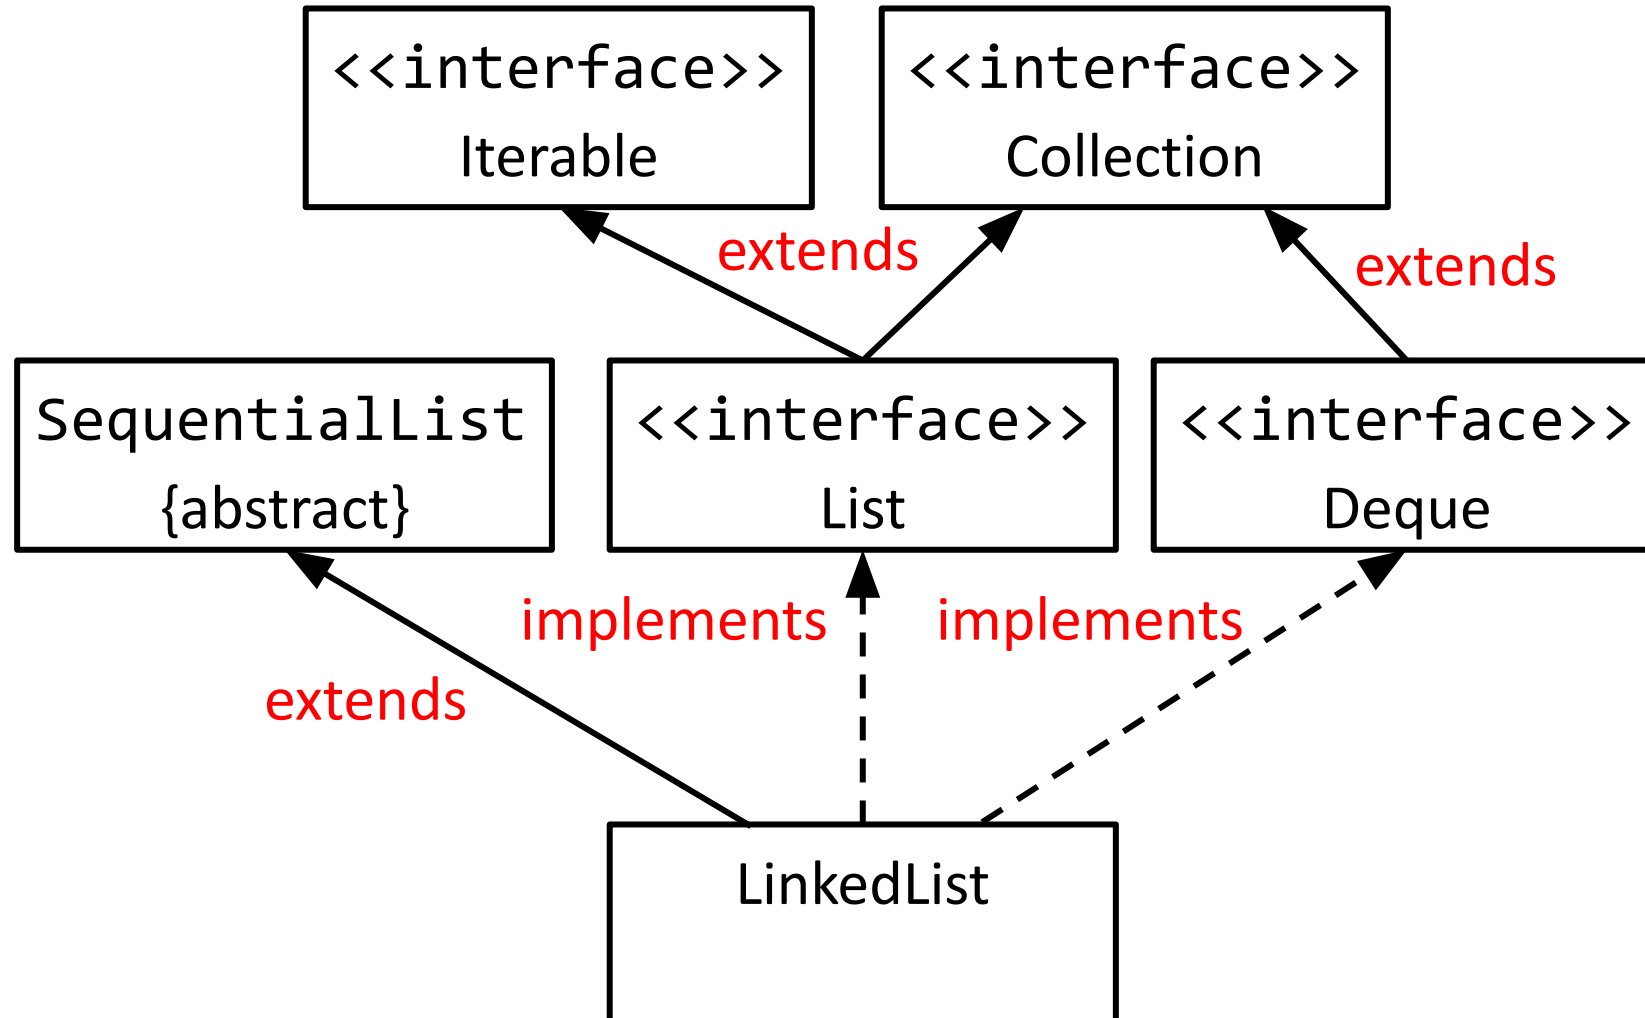 <<interface>>
Iterable
<<interface>>
Collection
extends
extends
SequentialList
{abstract}
<<interface>>
List
<<interface>>
Deque
implements
implements
extends
LinkedList